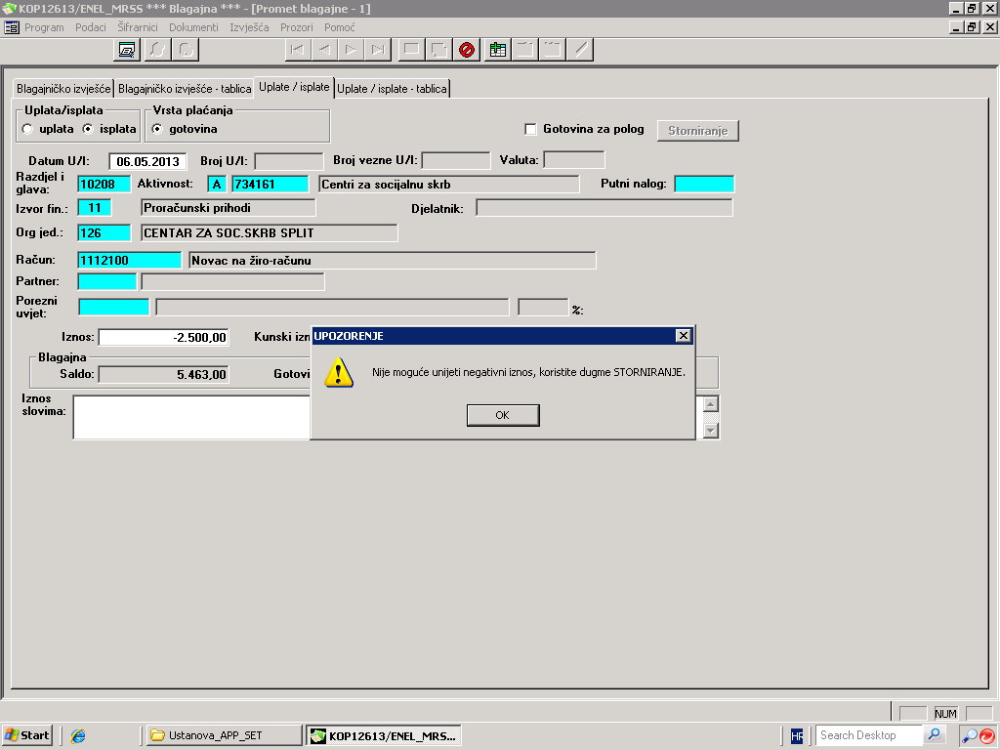 KOP12613/ENEL_MRSS *** Blagajna *** - [Promet blagajne - 1]
Program Podaci Šifrarnici Dokumenti Izvješća Prozori Pomoć
Blagajničko izvješće Blagajničko izvješće - tablica Uplate / isplate Uplate / isplate - tablica
Uplata/isplata Vrsta plaćanja
uplata isplata gotovina Gotovina za polog Storniranje
Datum U/I: 06.05.2013 Broj U/I: Broj vezne U/I: Valuta:
Razdjel i glava: 10208 Aktivnost: A 734161 Centri za socijalnu skrb Putni nalog:
Izvor fin.: 11 Proračunski prihodi Djelatnik:
Org jed.: 126 CENTAR ZA SOC.SKRB SPLIT
Račun: 1112100 Novac na žiro-računu
Partner:
Porezni uvjet: %:
Iznos: -2.500,00 Kunski izn
Blagajna
Saldo: 5.463,00 Gotovi
Iznos slovima:
UPOZORENJE
Nije moguće unijeti negativni iznos, koristite dugme STORNIRANJE.
OK
NUM
Start Ustanova_APP_SET KOP12613/ENEL_MRS... HR Search Desktop